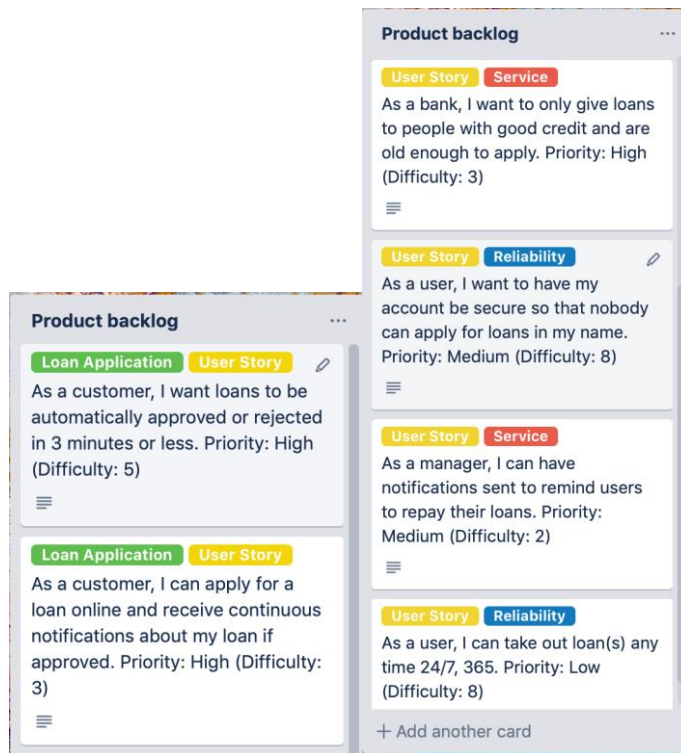 Product backlog
Loan Application User Story
As a customer, I want loans to be
automatically approved or rejected
in 3 minutes or less. Priority: High
(Difficulty: 5)
Loan Application User Story
As a customer, I can apply for a
loan online and receive continuous
notifications about my loan if
approved. Priority: High (Difficulty:
3)
Product backlog
User Story Service
As a bank, I want to only give loans
to people with good credit and are
old enough to apply. Priority: High
(Difficulty: 3)
User Story Reliability
As a user, I want to have my
account be secure so that nobody
can apply for loans in my name.
Priority: Medium (Difficulty: 8)
User Story Service
As a manager, I can have
notifications sent to remind users
to repay their loans. Priority:
Medium (Difficulty: 2)
User Story Reliability
As a user, I can take out loan(s) any
time 24/7, 365. Priority: Low
(Difficulty: 8)
+ Add another card